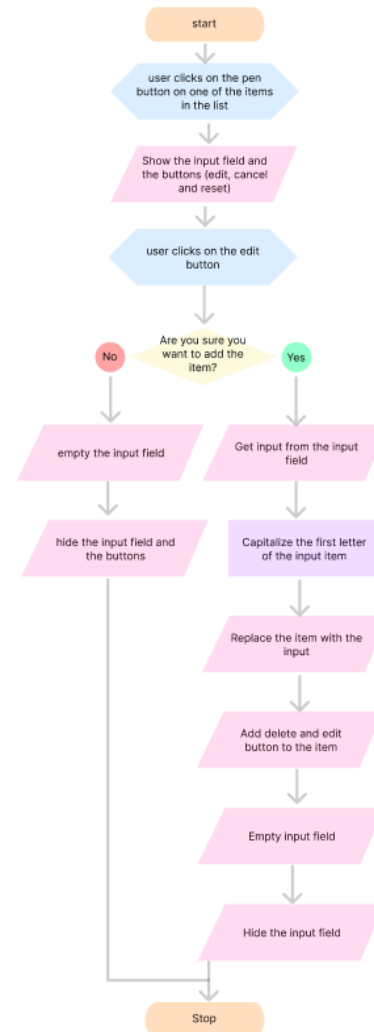 start
user clicks on the pen
button on one of the items
in the list
Show the input field and
the buttons (edit, cancel
and reset)
user clicks on the edit
button
Are you sure you
want to add the
item?
No
Yes
empty the input field
Get input from the input
field
hide the input field and
the buttons
Capitalize the first letter
of the input item
Replace the item with the
input
Add delete and edit
button to the item
Empty input field
Hide the input field
Stop